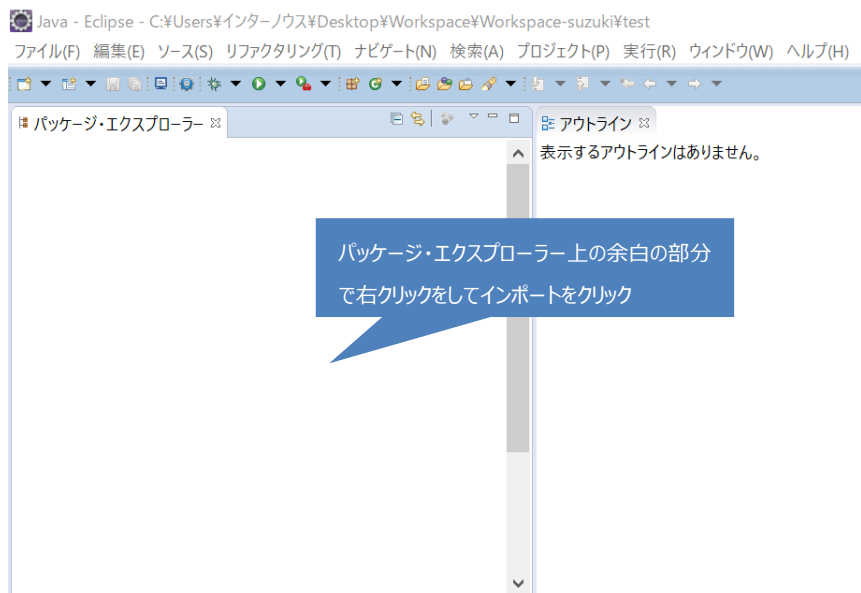 Java - Eclipse - C:¥Users¥インターノウス¥Desktop¥Workspace¥Workspace-suzuki¥test
ファイル(F) 編集(E) ソース(S) リファクタリング(T) ナビゲート(N) 検索(A) プロジェクト(P) 実行(R) ウィンドウ(W) ヘルプ(H)
パッケージ・エクスプローラー
アウトライン
表示するアウトラインはありません。
パッケージ・エクスプローラー上の余白の部分
で右クリックをしてインポートをクリック